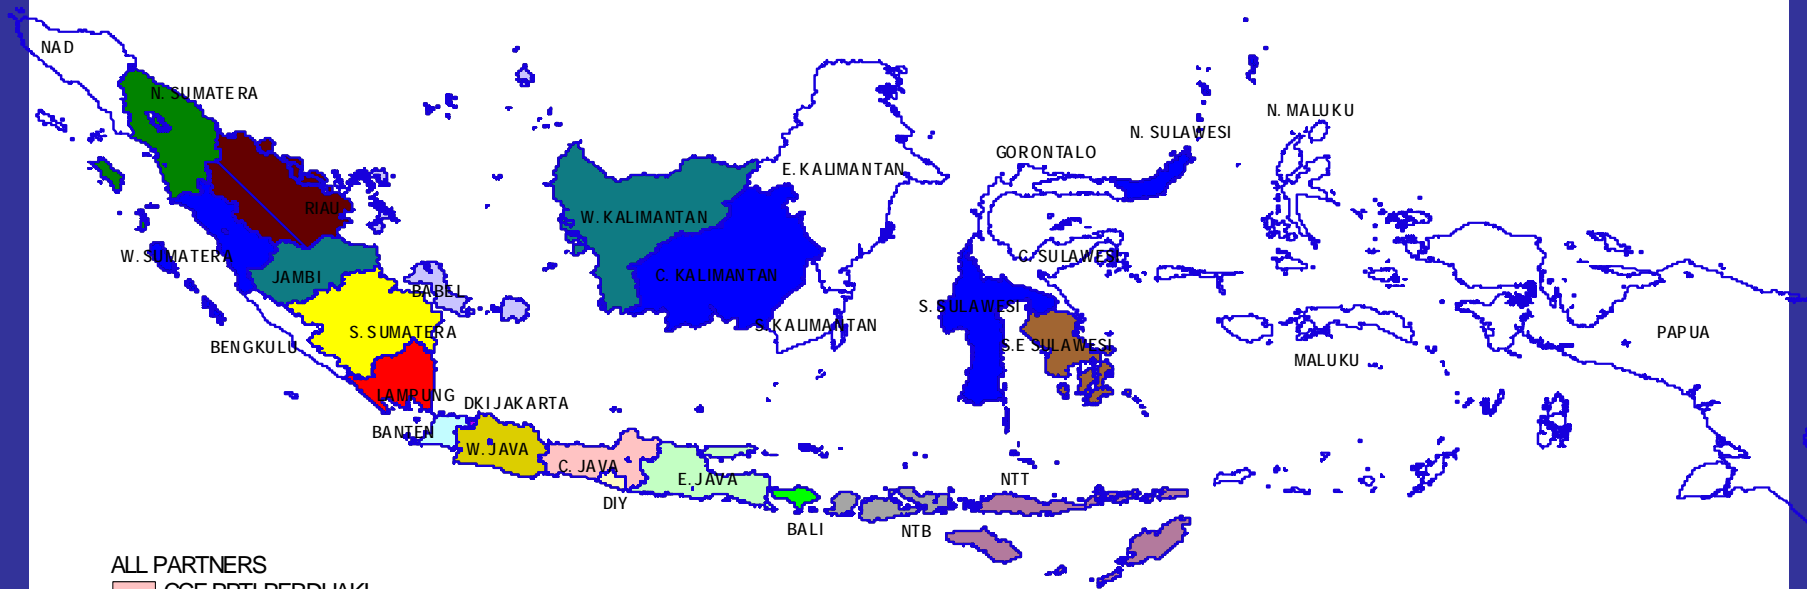 NAD
N. SUMATERA
N. MALUKU
N. SULAWESI
GORONTALO
E. KALIMANTAN
RIAU
W. KALIMANTAN
W. SUMATERA
C. SULAWESI
JAMBI
C. KALIMANTAN
BABEL
S. SULAWESI
S. KALIMANTAN
S. SUMATERA
PAPUA
BENGKULU
S.E SULAWESI
MALUKU
LAMPUNG
DKI JAKARTA
BANTEN
W. JAVA
C. JAVA
E. JAVA
NTT
DIY
BALI
NTB
ALL PARTNERS